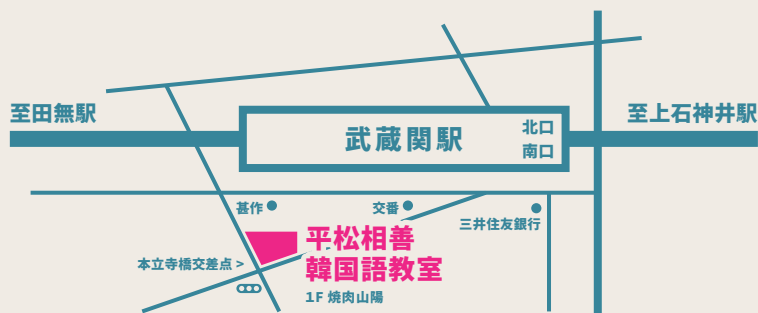 至田無駅
至上石神井駅
武蔵関駅
北口
南口
甚作
交番
三井住友銀行
平松相善
韓国語教室
本立寺橋交差点 >
1F 焼肉山陽